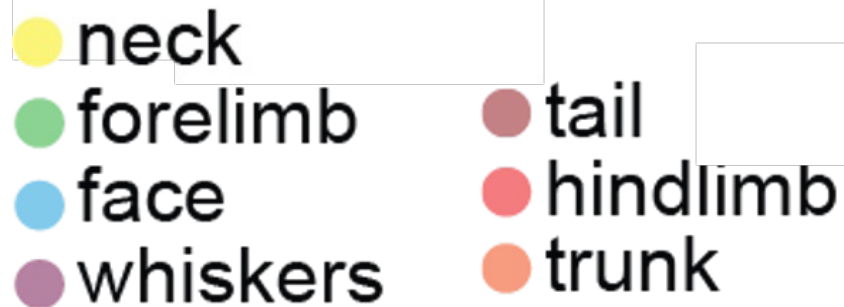 neck
forelimb
face
whiskers
tail
hindlimb
trunk